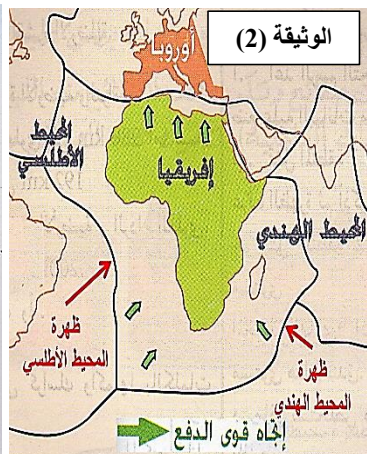 الوثيقة (2)
أوروبا
المحيط
الأطلسي
إفريقيا
المحيط الهندي
ظهرة
المحيط الأطلسي
ظهرة
المحيط الهندي
إتجاه قوى الدفع